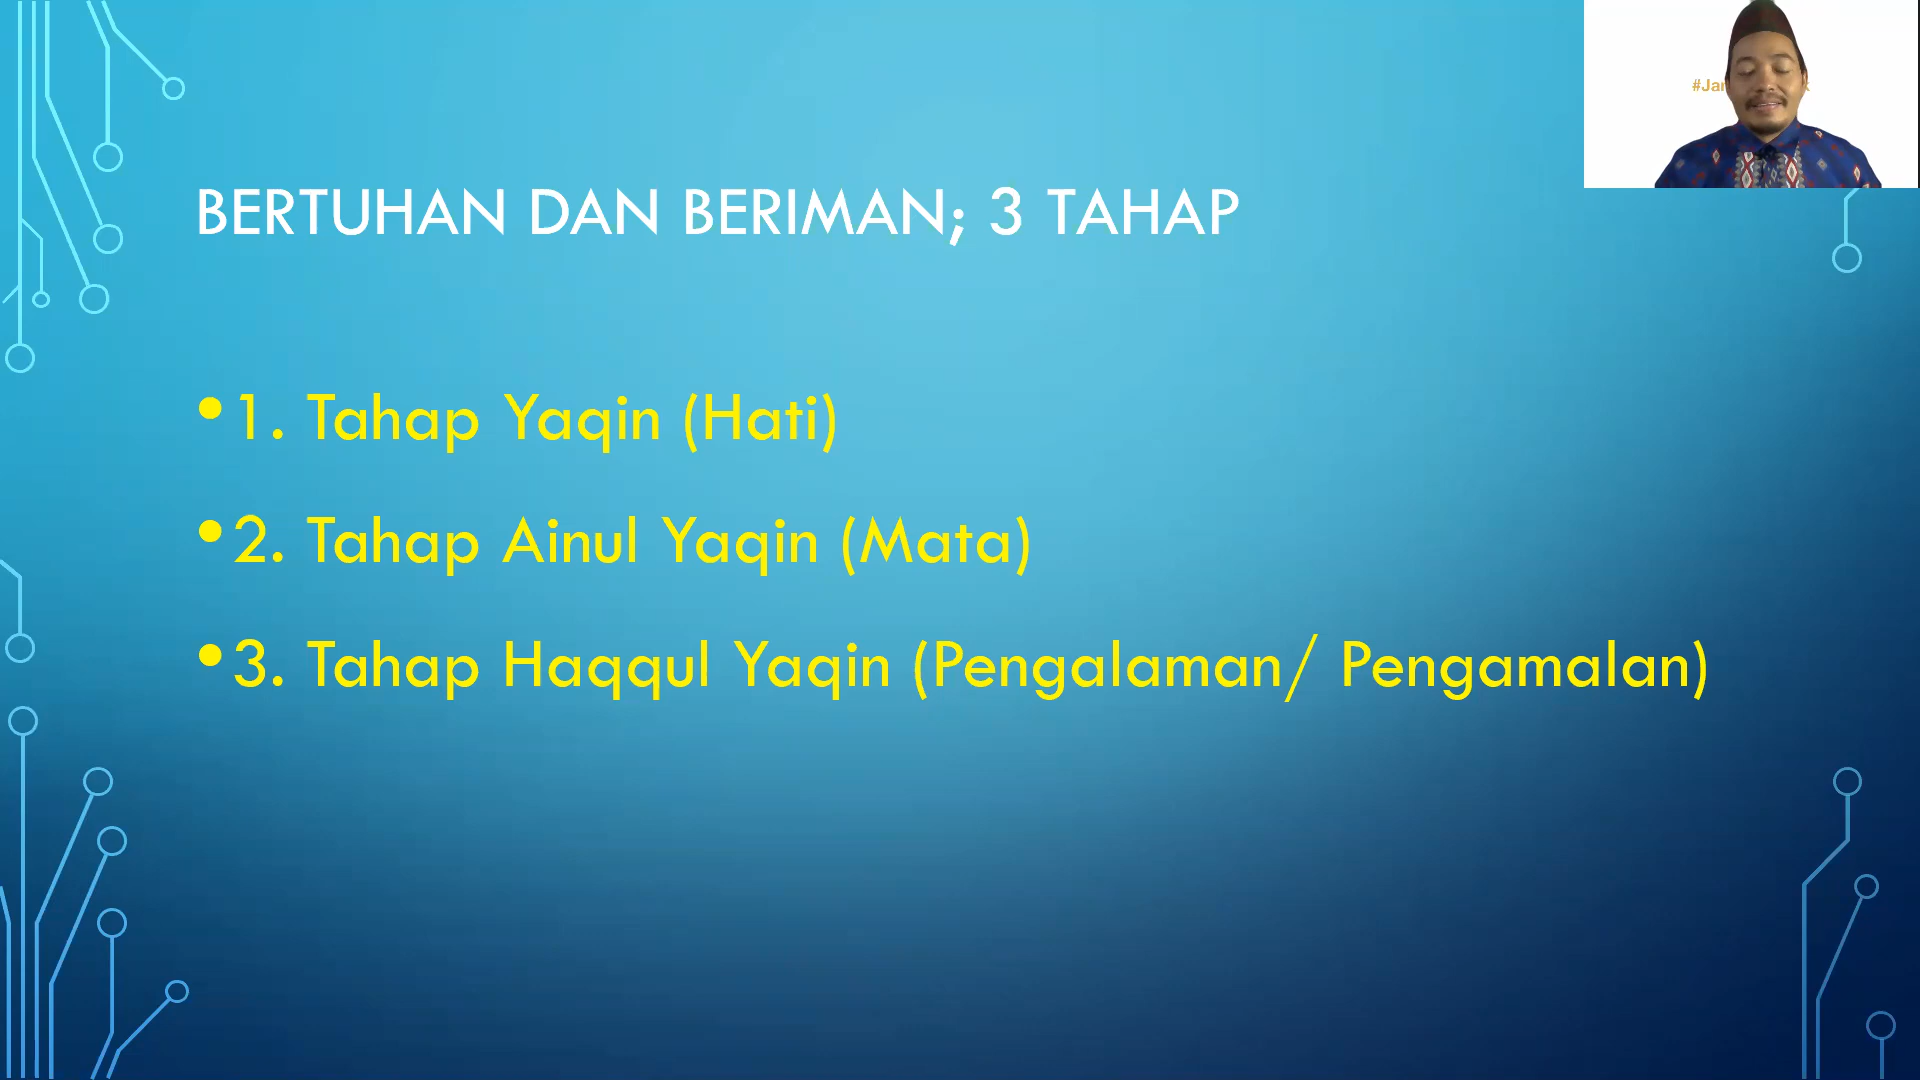 BERTUHAN DAN BERIMAN; 3 TAHAP
• 1. Tahap Yaqin (Hati)
• 2. Tahap Ainul Yaqin (Mata)
• 3. Tahap Haqqul Yaqin (Pengalaman/ Pengamalan)